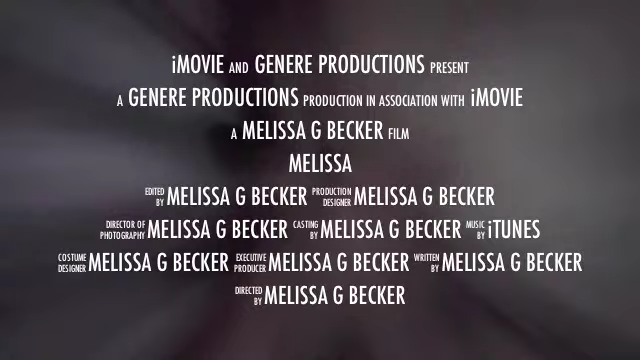 iMOVIE AND GENERE PRODUCTIONS PRESENT
A GENERE PRODUCTIONS PRODUCTION IN ASSOCIATION WITH iMOVIE
A MELISSA G BECKER FILM
MELISSA
EDITED BY MELISSA G BECKER PRODUCTION DESIGNER MELISSA G BECKER
DIRECTOR OF PHOTOGRAPHY MELISSA G BECKER CASTING BY MELISSA G BECKER MUSIC BY iTUNES
COSTUME DESIGNER MELISSA G BECKER EXECUTIVE PRODUCER MELISSA G BECKER WRITTEN BY MELISSA G BECKER
DIRECTED BY MELISSA G BECKER